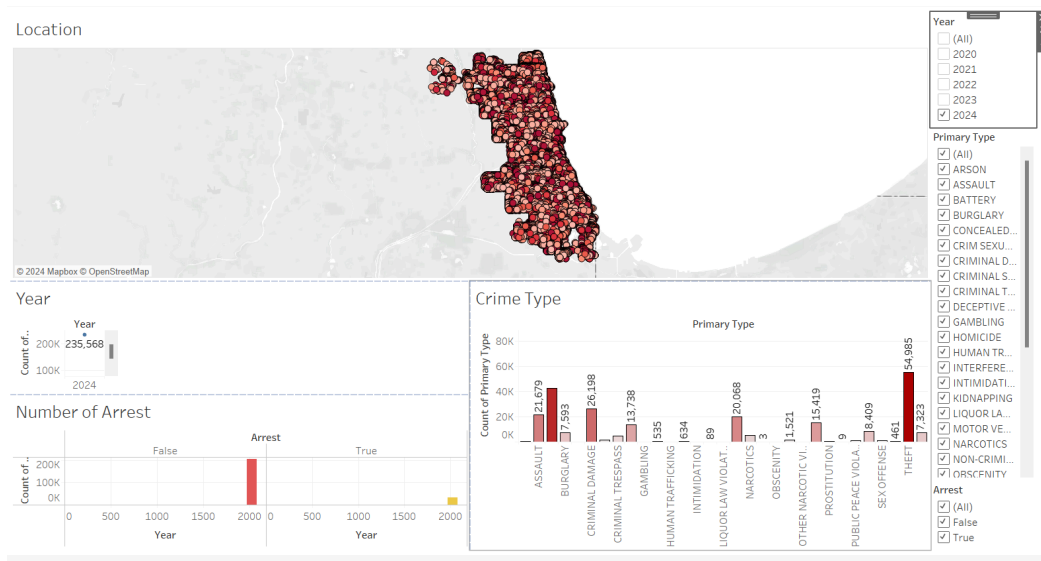 Location
© 2024 Mapbox © OpenStreetMap
Year
(All)
2020
2021
2022
2023
2024
Primary Type
(All)
ARSON
ASSAULT
BATTERY
BURGLARY
CONCEALED...
CRIM SEXU...
CRIMINAL D...
CRIMINAL S...
CRIMINAL T...
DECEPTIVE ...
GAMBLING
HOMICIDE
HUMAN TR...
INTERFERE...
INTIMIDATI...
KIDNAPPING
LIQUOR LA...
MOTOR VE...
NARCOTICS
NON-CRIMI...
OBSCENITY
Arrest
(All)
False
True
Year
Year
Count of..
200K
235,568
100K
2024
Number of Arrest
Arrest
False
True
Count of..
200K
100K
0K
0
500
1000
1500
2000
0
500
1000
1500
2000
Year
Year
Crime Type
Primary Type
Count of Primary Type
80K
60K
40K
20K
0K
21,679
7,593
26,198
13,738
535
634
89
20,068
3
1,521
15,419
9
8,409
461
54,985
7,323
ASSAULT
BURGLARY
CRIMINAL DAMAGE
CRIMINAL TRESPASS
GAMBLING
HUMAN TRAFFICKING
INTIMIDATION
LIQUOR LAW VIOLAT..
NARCOTICS
OBSCENITY
OTHER NARCOTIC VI..
PROSTITUTION
PUBLIC PEACE VIOLA..
SEX OFFENSE
THEFT